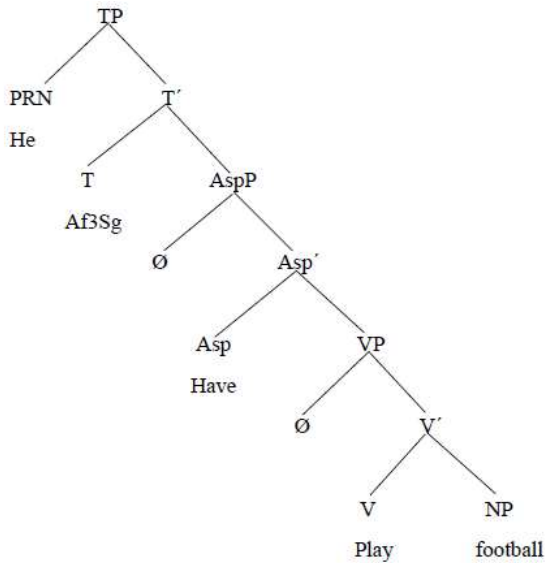 TP
PRN T´
He
T AspP
Af3Sg
Ø Asp´
Asp VP
Have
Ø V´
V NP
Play football